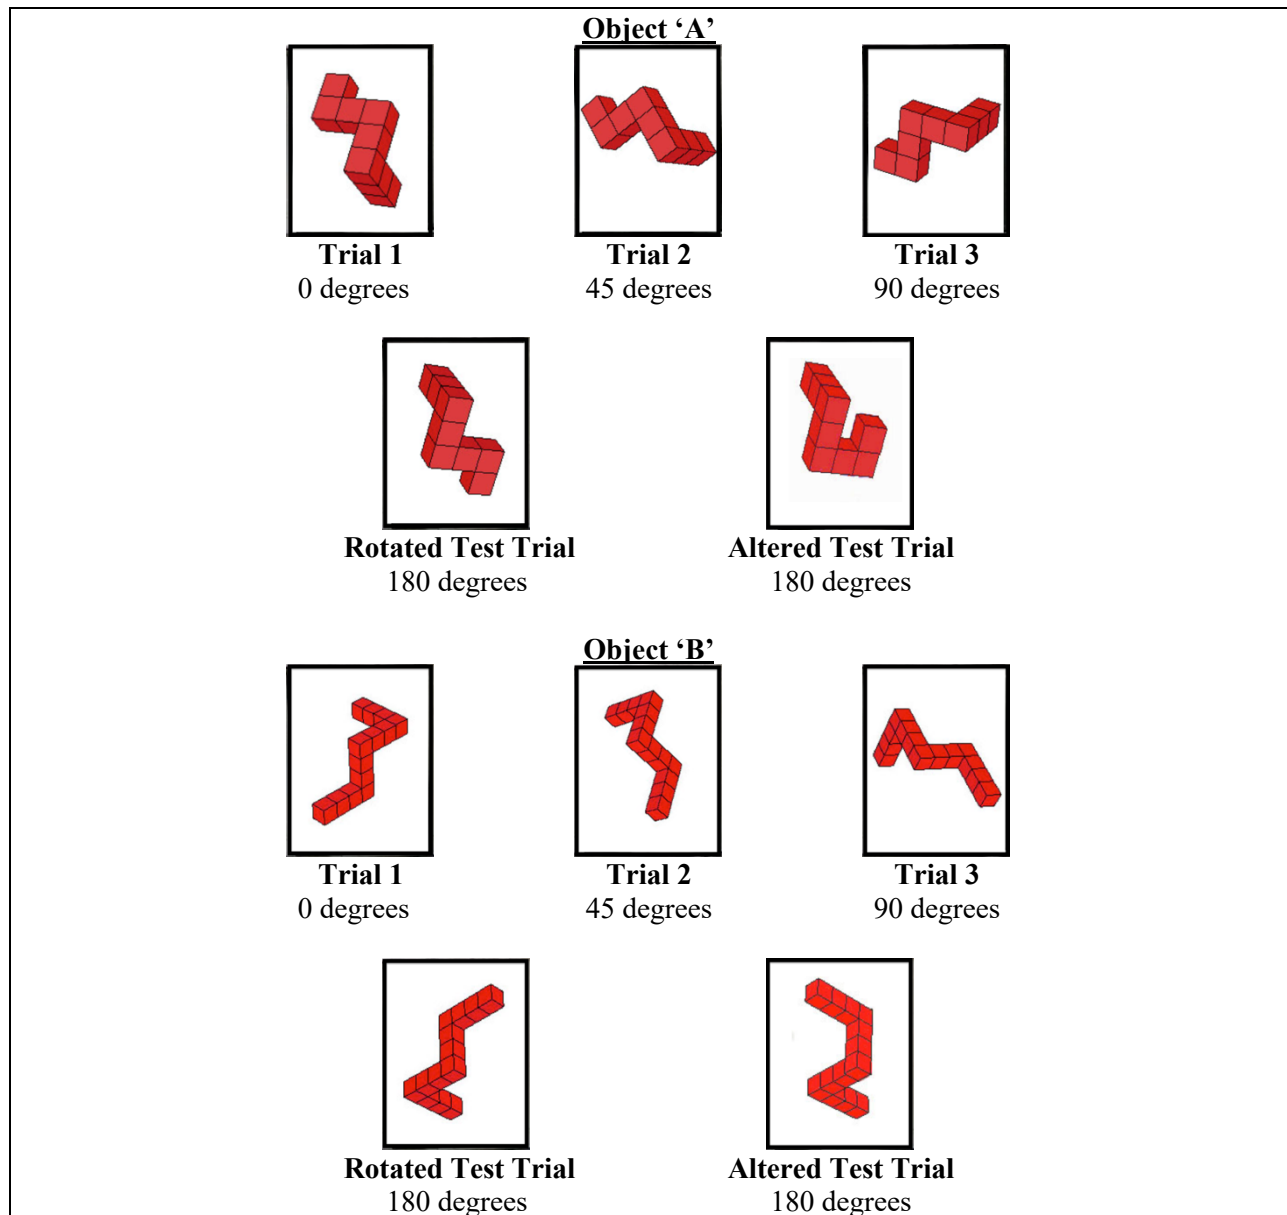 Object ‘A’
Trial 1 Trial 2 Trial 3
0 degrees 45 degrees 90 degrees
Rotated Test Trial Altered Test Trial
180 degrees 180 degrees
Object ‘B’
Trial 1 Trial 2 Trial 3
0 degrees 45 degrees 90 degrees
Rotated Test Trial Altered Test Trial
180 degrees 180 degrees